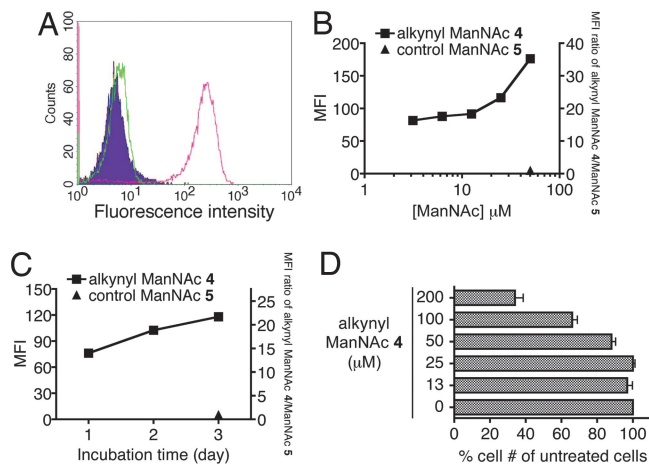 A
Counts
100
80
60
40
20
0
10^0 10^1 10^2 10^3 10^4
Fluorescence intensity
B
alkynyl ManNAc 4
control ManNAc 5
MFI
200
150
100
50
0
40
30
20
10
0
MFI ratio of alkynyl ManNAc 4/ManNAc 5
1 10 100
[ManNAc] μM
C
alkynyl ManNAc 4
control ManNAc 5
MFI
150
120
90
60
30
0
25
20
15
10
5
0
MFI ratio of alkynyl ManNAc 4/ManNAc 5
1 2 3
Incubation time (day)
D
alkynyl
ManNAc 4
(μM)
200
100
50
25
13
0
0 20 40 60 80 100
% cell # of untreated cells